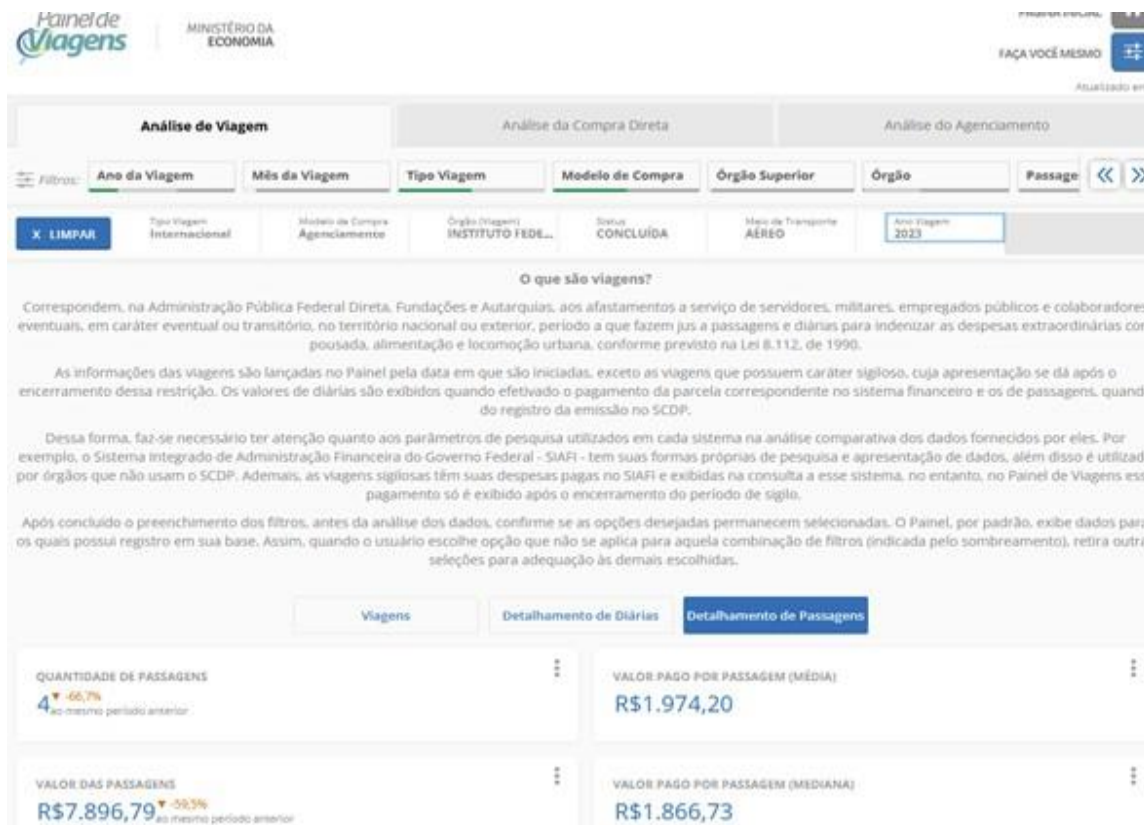 Painel de
Viagens
MINISTÉRIO DA
ECONOMIA
FAÇA VOCÊ MESMO
Atualizado em
Análise de Viagem
Análise da Compra Direta
Análise do Agenciamento
Filtros:
Ano da Viagem
Mês da Viagem
Tipo Viagem
Modelo de Compra
Órgão Superior
Órgão
Passage
X LIMPAR
Tipo Viagem
Internacional
Modelo de Compra
Agenciamento
Órgão (Viagem)
INSTITUTO FEDE...
Status
CONCLUÍDA
Meio de Transporte
AÉREO
Ano Viagem
2023
O que são viagens?
Correspondem, na Administração Pública Federal Direta, Fundações e Autarquias, aos afastamentos a serviço de servidores, militares, empregados públicos e colaboradores
eventuais, em caráter eventual ou transitório, no território nacional ou exterior, período a que fazem jus a passagens e diárias para indenizar as despesas extraordinárias com
pousada, alimentação e locomoção urbana, conforme previsto na Lei 8.112, de 1990.
As informações das viagens são lançadas no Painel pela data em que são iniciadas, exceto as viagens que possuem caráter sigiloso, cuja apresentação se dá após o
encerramento dessa restrição. Os valores de diárias são exibidos quando efetivado o pagamento da parcela correspondente no sistema financeiro e os de passagens, quand
do registro da emissão no SCDP.
Dessa forma, faz-se necessário ter atenção quanto aos parâmetros de pesquisa utilizados em cada sistema na análise comparativa dos dados fornecidos por eles. Por
exemplo, o Sistema Integrado de Administração Financeira do Governo Federal - SIAFI - tem suas formas próprias de pesquisa e apresentação de dados, além disso é utilizad
por órgãos que não usam o SCDP. Ademais, as viagens sigilosas têm suas despesas pagas no SIAFI e exibidas na consulta a esse sistema, no entanto, no Painel de Viagens ess
pagamento só é exibido após o encerramento do período de sigilo.
Após concluído o preenchimento dos filtros, antes da análise dos dados, confirme se as opções desejadas permanecem selecionadas. O Painel, por padrão, exibe dados para
os quais possui registro em sua base. Assim, quando o usuário escolhe opção que não se aplica para aquela combinação de filtros (indicada pelo sombreamento), retira outra
seleções para adequação às demais escolhidas.
Viagens
Detalhamento de Diárias
Detalhamento de Passagens
QUANTIDADE DE PASSAGENS
4 ▼ -66,7%
ao mesmo período anterior
VALOR PAGO POR PASSAGEM (MÉDIA)
R$1.974,20
VALOR DAS PASSAGENS
R$7.896,79 ▼ -59,5%
ao mesmo período anterior
VALOR PAGO POR PASSAGEM (MEDIANA)
R$1.866,73